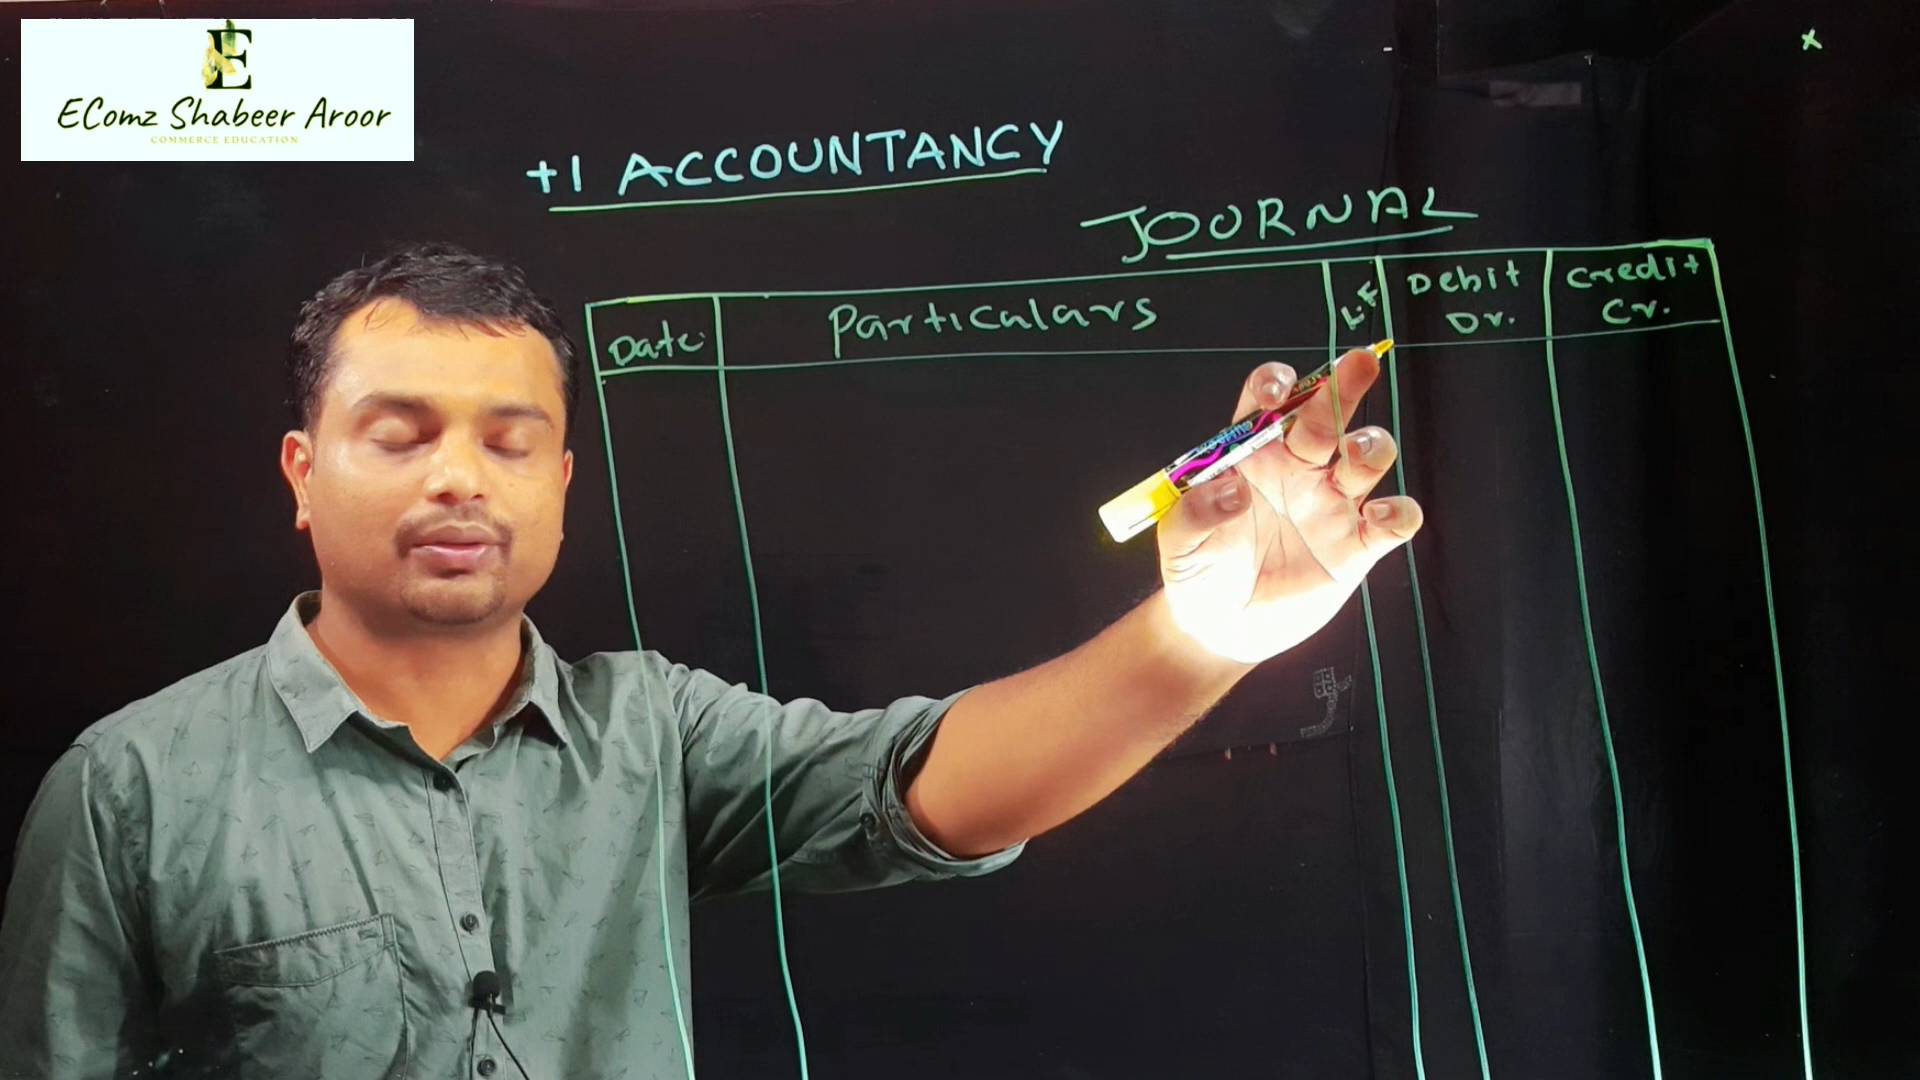 E
EComz Shabeer Aroor
COMMERCE EDUCATION
+1 ACCOUNTANCY
JOURNAL
Date
Particulars
L.F
Debit
Dr.
Credit
Cr.